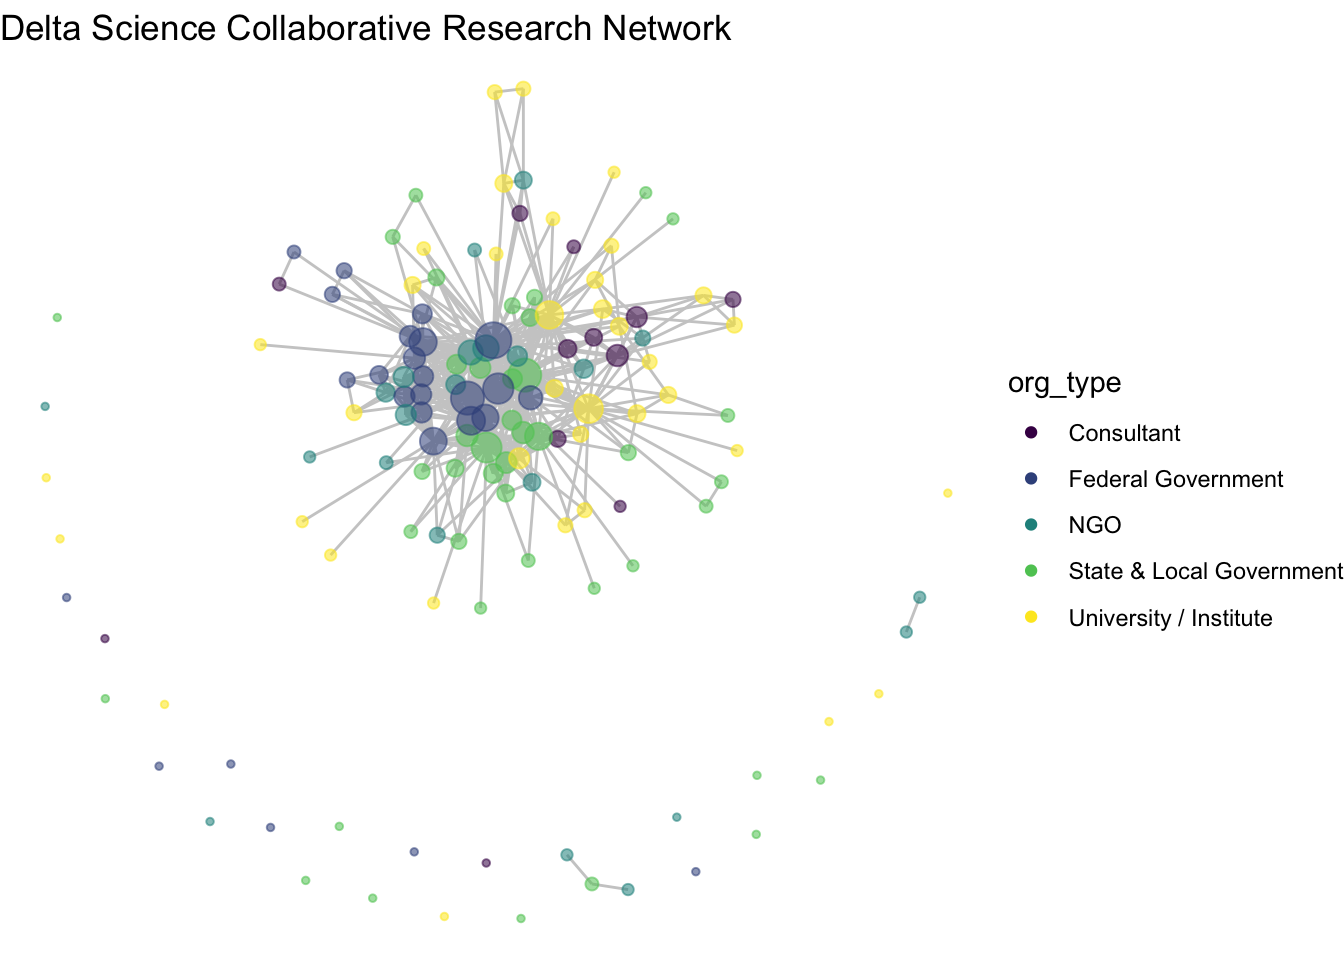 Delta Science Collaborative Research Network
org_type
Consultant
Federal Government
NGO
State & Local Government
University / Institute